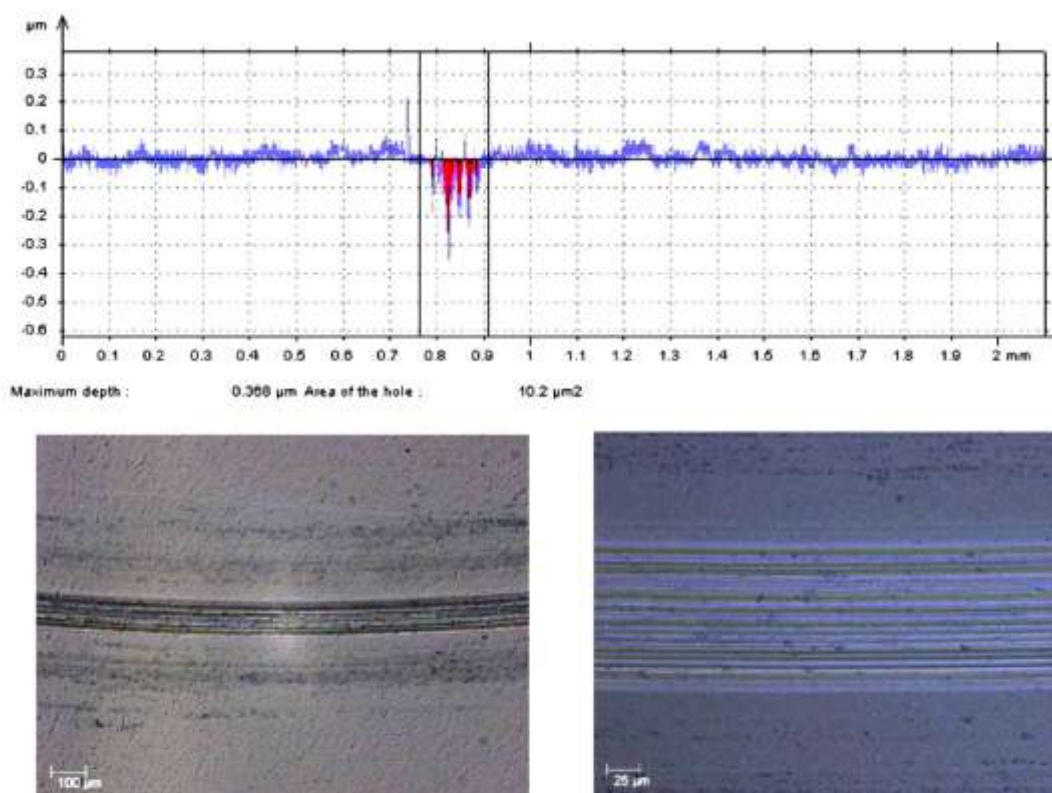 µm
0.3
0.2
0.1
0
-0.1
-0.2
-0.3
-0.4
-0.5
-0.6
0 0.1 0.2 0.3 0.4 0.5 0.6 0.7 0.8 0.9 1 1.1 1.2 1.3 1.4 1.5 1.6 1.7 1.8 1.9 2 mm
Maximum depth : 0.368 µm Area of the hole : 10.2 µm2
100 µm
25 µm